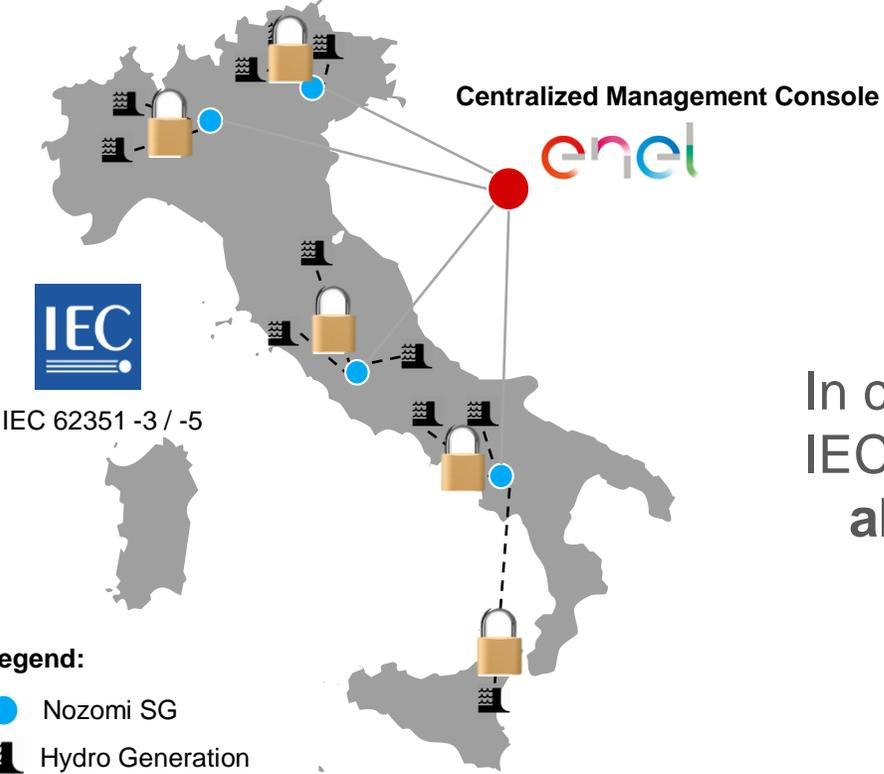 Centralized Management Console
enel
IEC
IEC 62351 -3 / -5
In
IEC
egend:
Nozomi SG
Hydro Generation